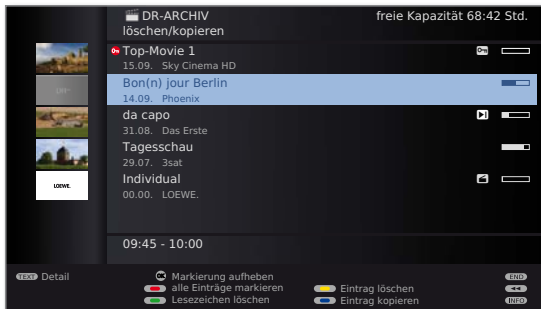 DR-ARCHIV
freie Kapazität 68:42 Std.
löschen/kopieren
Top-Movie 1
15.09. Sky Cinema HD
Bon(n) jour Berlin
14.09. Phoenix
da capo
31.08. Das Erste
Tagesschau
29.07. 3sat
Individual
00.00. LOEWE.
LOEWE.
09:45 - 10:00
TEXT Detail
OK Markierung aufheben
END
alle Einträge markieren
Eintrag löschen
Lesezeichen löschen
Eintrag kopieren
INFO